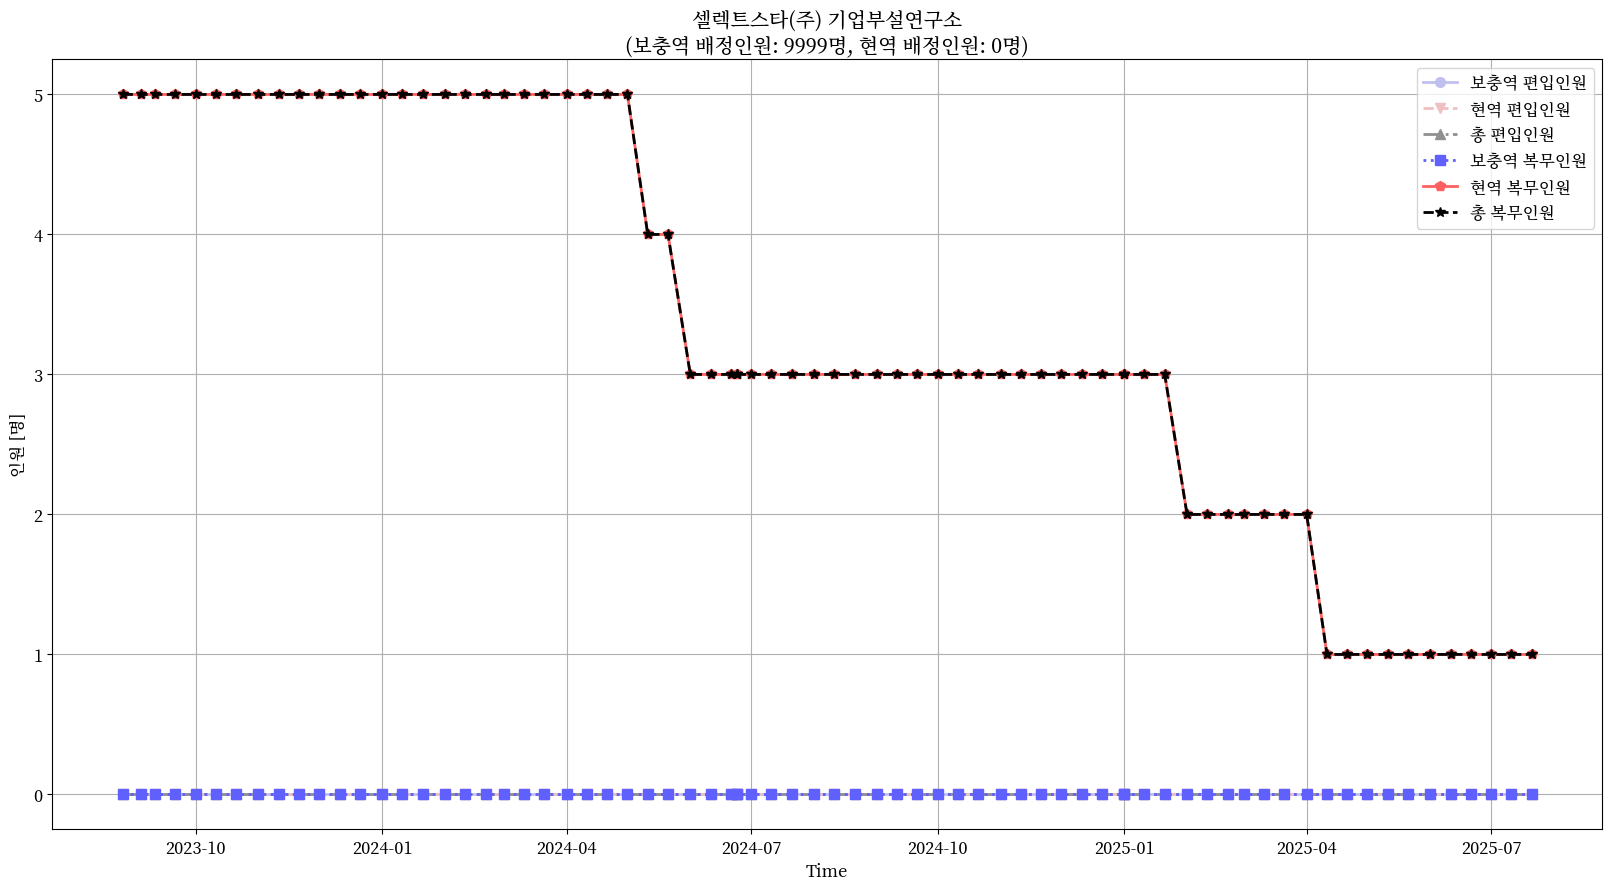 셀렉트스타(주) 기업부설연구소
(보충역 배정인원: 9999명, 현역 배정인원: 0명)
보충역 편입인원
현역 편입인원
총 편입인원
보충역 복무인원
현역 복무인원
총 복무인원
인원 [명]
5
4
3
2
1
0
2023-10
2024-01
2024-04
2024-07
2024-10
2025-01
2025-04
2025-07
Time